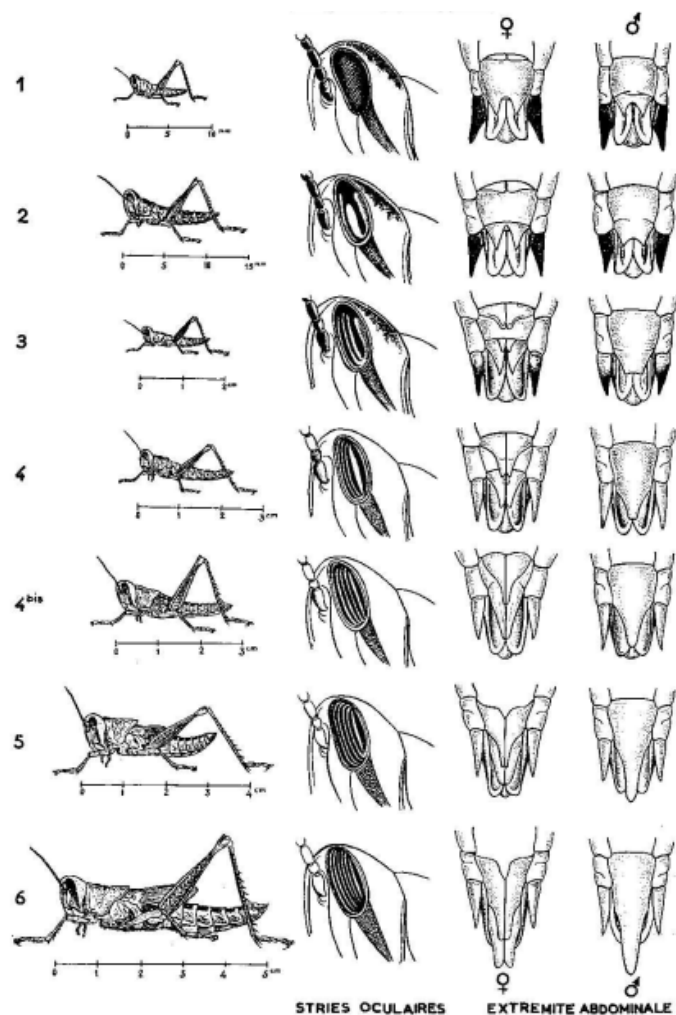 ♀ ♂
1
0 5 10 mm
2
0 5 10 15 mm
3
0 1 2 cm
4
0 1 2 3 cm
4 bis
0 1 2 3 cm
5
0 1 2 3 4 cm
6
0 1 2 3 4 5 cm
♀ ♂
STRIES OCULAIRES EXTREMITE ABDOMINALE